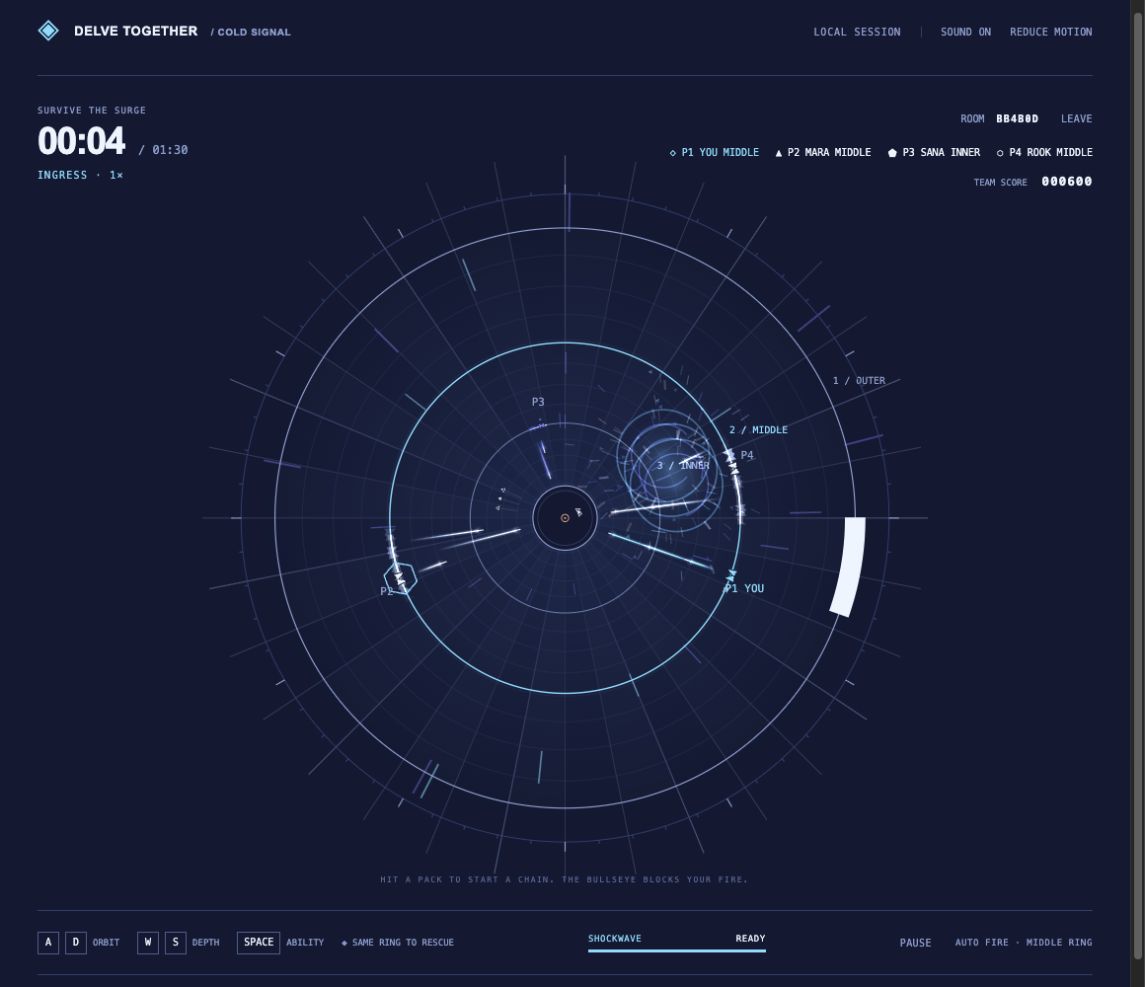 DELVE TOGETHER / COLD SIGNAL
LOCAL SESSION | SOUND ON REDUCE MOTION
SURVIVE THE SURGE
00:04 / 01:30
INGRESS · 1×
ROOM BB4B0D LEAVE
◇ P1 YOU MIDDLE ▲ P2 MARA MIDDLE ⬟ P3 SANA INNER ○ P4 ROOK MIDDLE
TEAM SCORE 000600
1 / OUTER
P3
2 / MIDDLE
P4
3 / INNER
P1 YOU
P2
HIT A PACK TO START A CHAIN. THE BULLSEYE BLOCKS YOUR FIRE.
A D ORBIT W S DEPTH SPACE ABILITY ◆ SAME RING TO RESCUE
SHOCKWAVE READY
PAUSE AUTO FIRE · MIDDLE RING